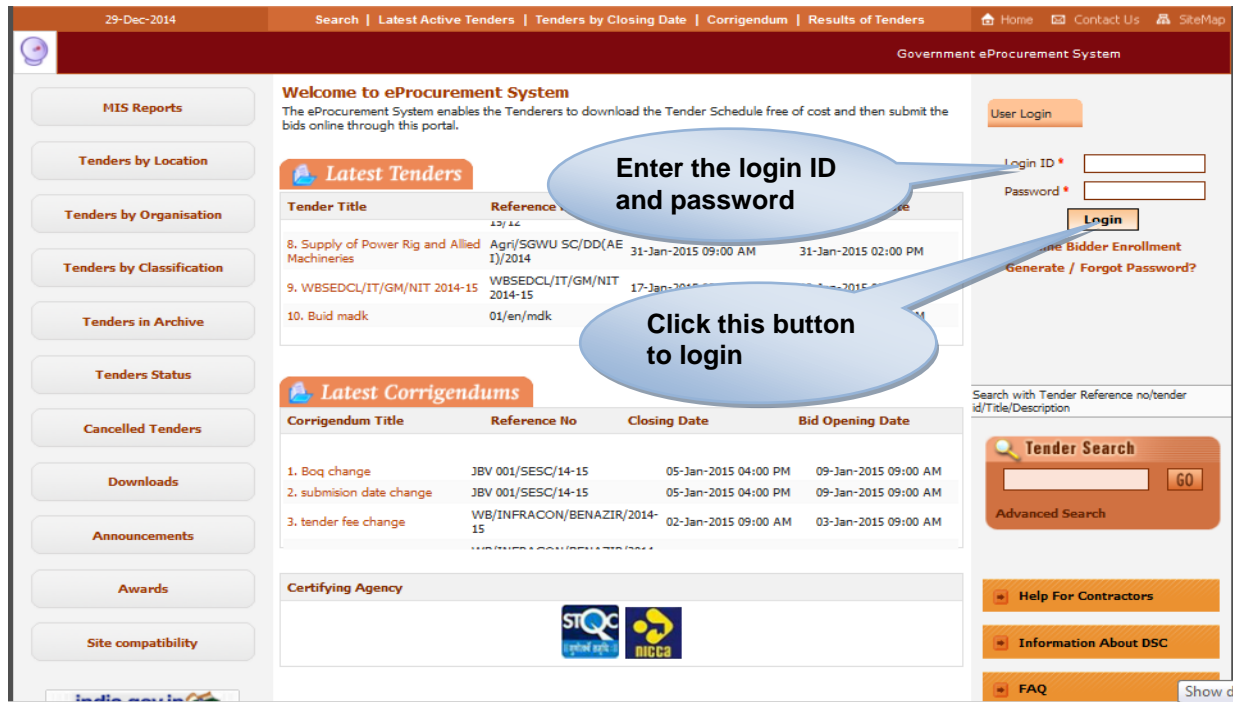 29-Dec-2014
Search | Latest Active Tenders | Tenders by Closing Date | Corrigendum | Results of Tenders
Home Contact Us SiteMap
Government eProcurement System
MIS Reports
Tenders by Location
Tenders by Organisation
Tenders by Classification
Tenders in Archive
Tenders Status
Cancelled Tenders
Downloads
Announcements
Awards
Site compatibility
Welcome to eProcurement System
The eProcurement System enables the Tenderers to download the Tender Schedule free of cost and then submit the
bids online through this portal.
Latest Tenders
Tender Title
8. Supply of Power Rig and Allied Agri/SGWU SC/DD(AE 31-Jan-2015 09:00 AM 31-Jan-2015 02:00 PM
Machineries I)/2014
9. WBSEDCL/IT/GM/NIT 2014-15 WBSEDCL/IT/GM/NIT
2014-15
10. Buid madk 01/en/mdk
Enter the login ID
and password
Click this button
to login
Latest Corrigendums
Corrigendum Title Reference No Closing Date Bid Opening Date
1. Boq change JBV 001/SESC/14-15 05-Jan-2015 04:00 PM 09-Jan-2015 09:00 AM
2. submision date change JBV 001/SESC/14-15 05-Jan-2015 04:00 PM 09-Jan-2015 09:00 AM
3. tender fee change WB/INFRACON/BENAZIR/2014- 02-Jan-2015 09:00 AM 03-Jan-2015 09:00 AM
15
Certifying Agency
STQC
nicca
User Login
Login ID *
Password *
Login
Bidder Enrollment
Generate / Forgot Password?
Search with Tender Reference no/tender
id/Title/Description
Tender Search
GO
Advanced Search
Help For Contractors
Information About DSC
FAQ
Show